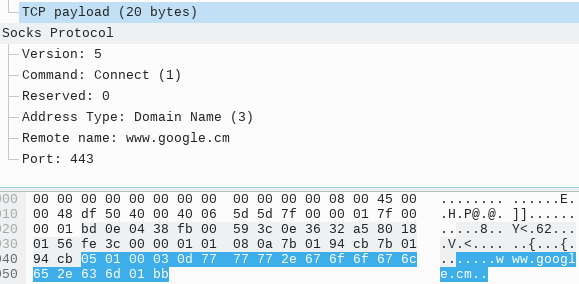 TCP payload (20 bytes)
Socks Protocol
Version: 5
Command: Connect (1)
Reserved: 0
Address Type: Domain Name (3)
Remote name: www.google.cm
Port: 443
00 00 00 00 00 00 00 00 00 00 00 00 00 08 00 45 00 ........ ......E.
10 00 48 df 50 40 00 40 06 5d 5d 7f 00 00 01 7f 00 .H.P@.@. ]]......
20 00 01 bd 0e 04 38 fb 00 59 3c 0e 36 32 a5 80 18 .....8.. Y<.62...
30 01 56 fe 3c 00 00 01 01 08 0a 7b 01 94 cb 7b 01 .V.<.... ..{...{.
40 94 cb 05 01 00 03 0d 77 77 77 2e 67 6f 6f 67 6c .......w ww.googl
50 65 2e 63 6d 01 bb e.cm..